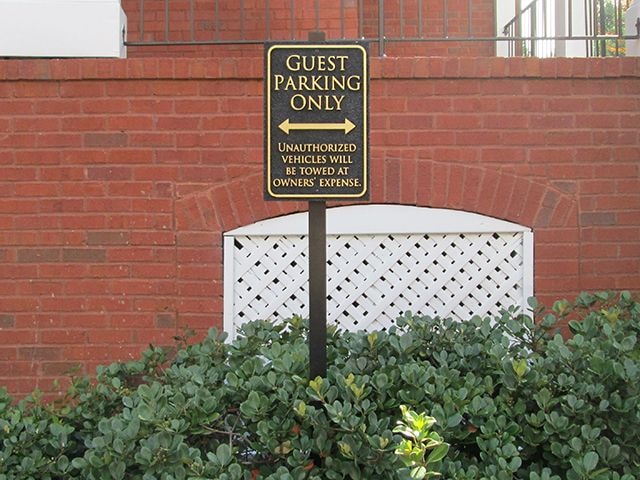 GUEST
PARKING
ONLY
UNAUTHORIZED
VEHICLES WILL
BE TOWED AT
OWNERS' EXPENSE.